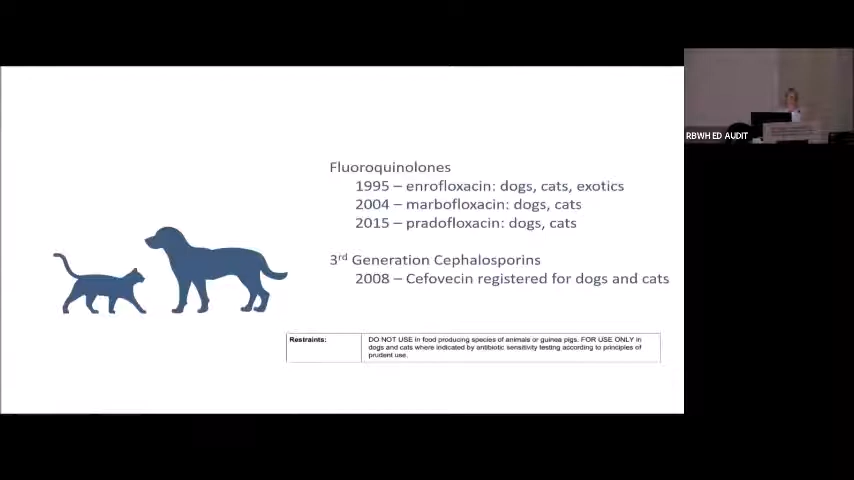 Fluoroquinolones
1995 – enrofloxacin: dogs, cats, exotics
2004 – marbofloxacin: dogs, cats
2015 – pradofloxacin: dogs, cats
3rd Generation Cephalosporins
2008 – Cefovecin registered for dogs and cats
Restraints:
DO NOT USE in food producing species of animals or guinea pigs. FOR USE ONLY in
dogs and cats where indicated by antibiotic sensitivity testing according to principles of
prudent use.
RBWH ED AUDIT